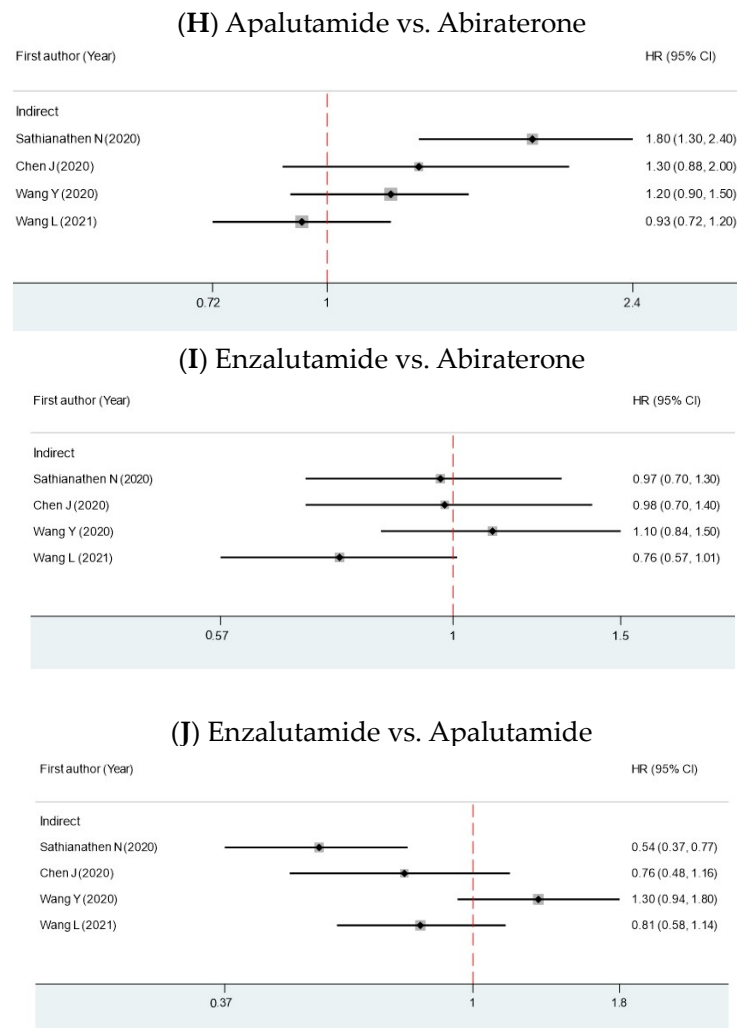 (H) Apalutamide vs. Abiraterone
First author (Year) HR (95% CI)
Indirect
Sathianathen N (2020) 1.80 (1.30, 2.40)
Chen J (2020) 1.30 (0.88, 2.00)
Wang Y (2020) 1.20 (0.90, 1.50)
Wang L (2021) 0.93 (0.72, 1.20)
0.72 1 2.4
(I) Enzalutamide vs. Abiraterone
First author (Year) HR (95% CI)
Indirect
Sathianathen N (2020) 0.97 (0.70, 1.30)
Chen J (2020) 0.98 (0.70, 1.40)
Wang Y (2020) 1.10 (0.84, 1.50)
Wang L (2021) 0.76 (0.57, 1.01)
0.57 1 1.5
(J) Enzalutamide vs. Apalutamide
First author (Year) HR (95% CI)
Indirect
Sathianathen N (2020) 0.54 (0.37, 0.77)
Chen J (2020) 0.76 (0.48, 1.16)
Wang Y (2020) 1.30 (0.94, 1.80)
Wang L (2021) 0.81 (0.58, 1.14)
0.37 1 1.8